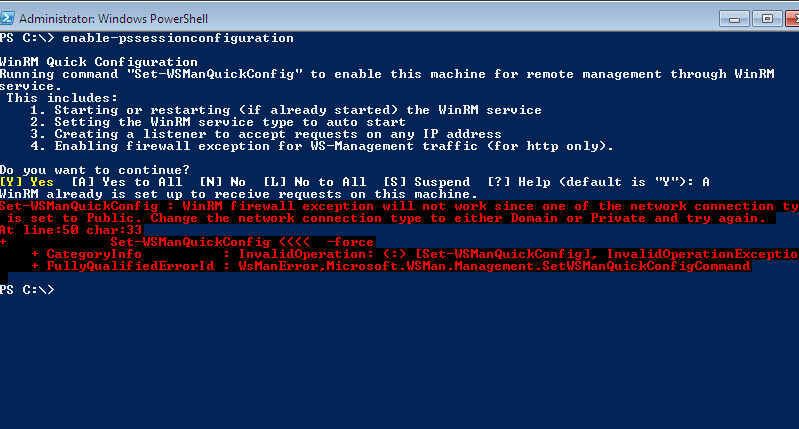 Administrator: Windows PowerShell
PS C:\> enable-pssessionconfiguration
WinRM Quick Configuration
Running command "Set-WSManQuickConfig" to enable this machine for remote management through WinRM
service.
This includes:
1. Starting or restarting (if already started) the WinRM service
2. Setting the WinRM service type to auto start
3. Creating a listener to accept requests on any IP address
4. Enabling firewall exception for WS-Management traffic (for http only).
Do you want to continue?
[Y] Yes [A] Yes to All [N] No [L] No to All [S] Suspend [?] Help (default is "Y"): A
WinRM already is set up to receive requests on this machine.
Set-WSManQuickConfig : WinRM firewall exception will not work since one of the network connection ty
is set to Public. Change the network connection type to either Domain or Private and try again.
At line:50 char:33
+ Set-WSManQuickConfig <<<< -force
+ CategoryInfo : InvalidOperation: (:) [Set-WSManQuickConfig], InvalidOperationException
+ FullyQualifiedErrorId : WsManError,Microsoft.WSMan.Management.SetWSManQuickConfigCommand
PS C:\>